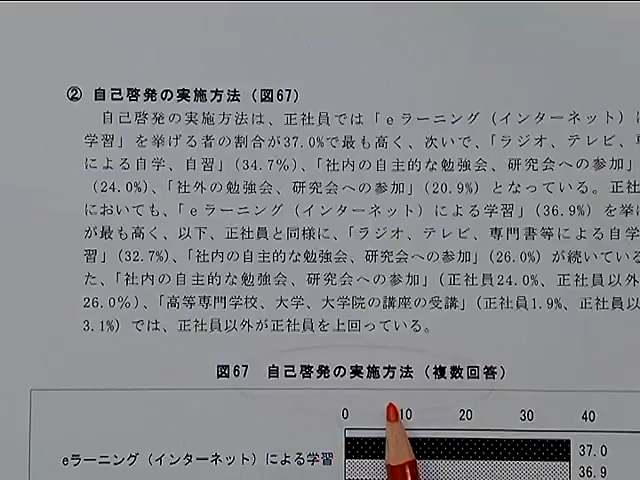 ② 自己啓発の実施方法（図67）
自己啓発の実施方法は、正社員では「ｅラーニング（インターネット）に
学習」を挙げる者の割合が37.0%で最も高く、次いで、「ラジオ、テレビ、専
による自学、自習」（34.7%）、「社内の自主的な勉強会、研究会への参加」
（24.0%）、「社外の勉強会、研究会への参加」（20.9%）となっている。正社
においても、「ｅラーニング（インターネット）による学習」（36.9%）を挙げ
が最も高く、以下、正社員と同様に、「ラジオ、テレビ、専門書等による自学
習」（32.7%）、「社内の自主的な勉強会、研究会への参加」（26.0%）が続いている
た、「社内の自主的な勉強会、研究会への参加」（正社員24.0%、正社員以外
26.0%）、「高等専門学校、大学、大学院の講座の受講」（正社員1.9%、正社員以
3.1%）では、正社員以外が正社員を上回っている。
図67 自己啓発の実施方法（複数回答）
0 10 20 30 40
eラーニング（インターネット）による学習 37.0
36.9